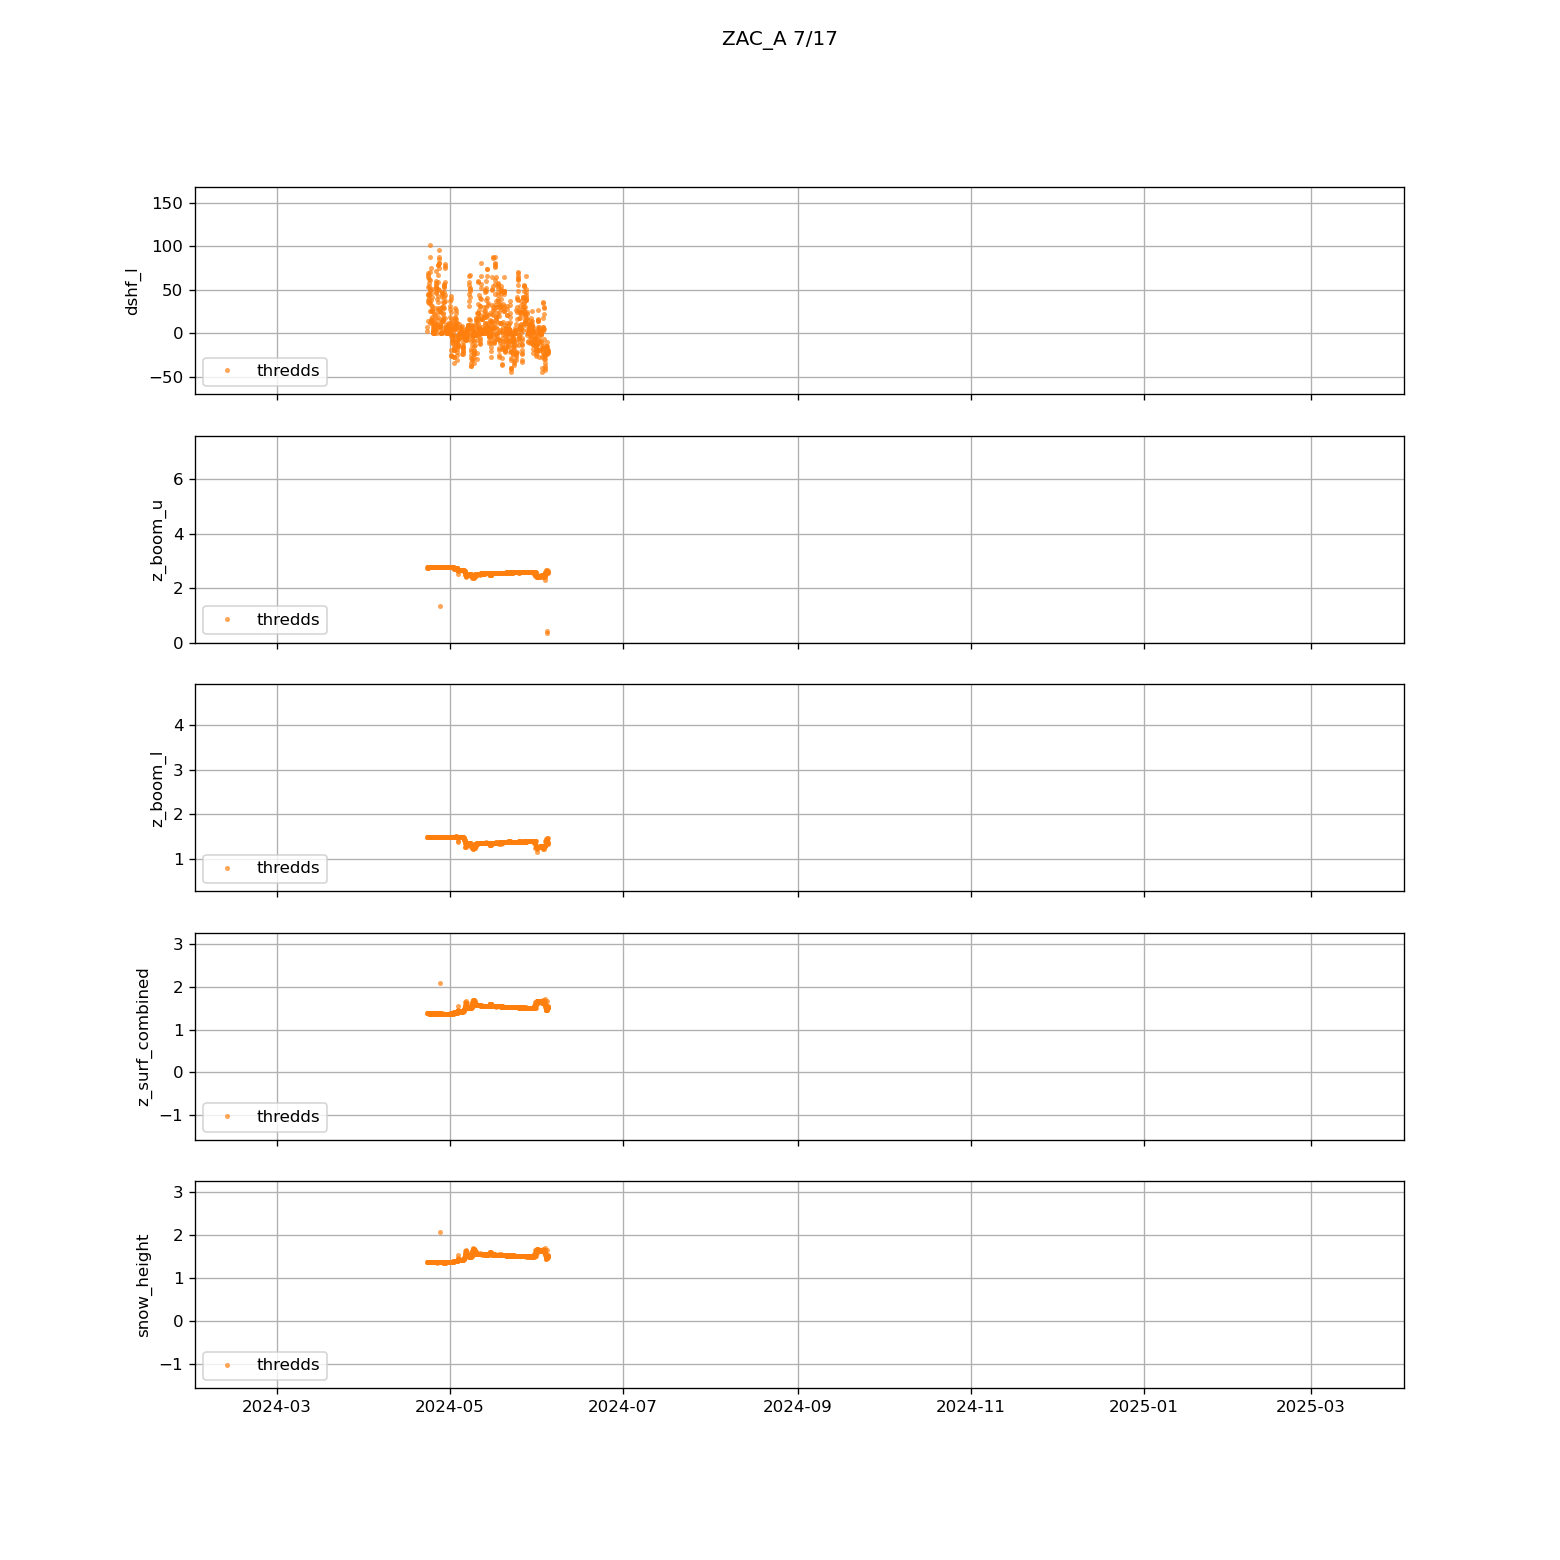 ZAC_A 7/17
150
100
50
0
−50
dshf_l
thredds
6
4
2
0
z_boom_u
thredds
4
3
2
1
z_boom_l
thredds
3
2
1
0
−1
z_surf_combined
thredds
3
2
1
0
−1
snow_height
thredds
2024-03 2024-05 2024-07 2024-09 2024-11 2025-01 2025-03